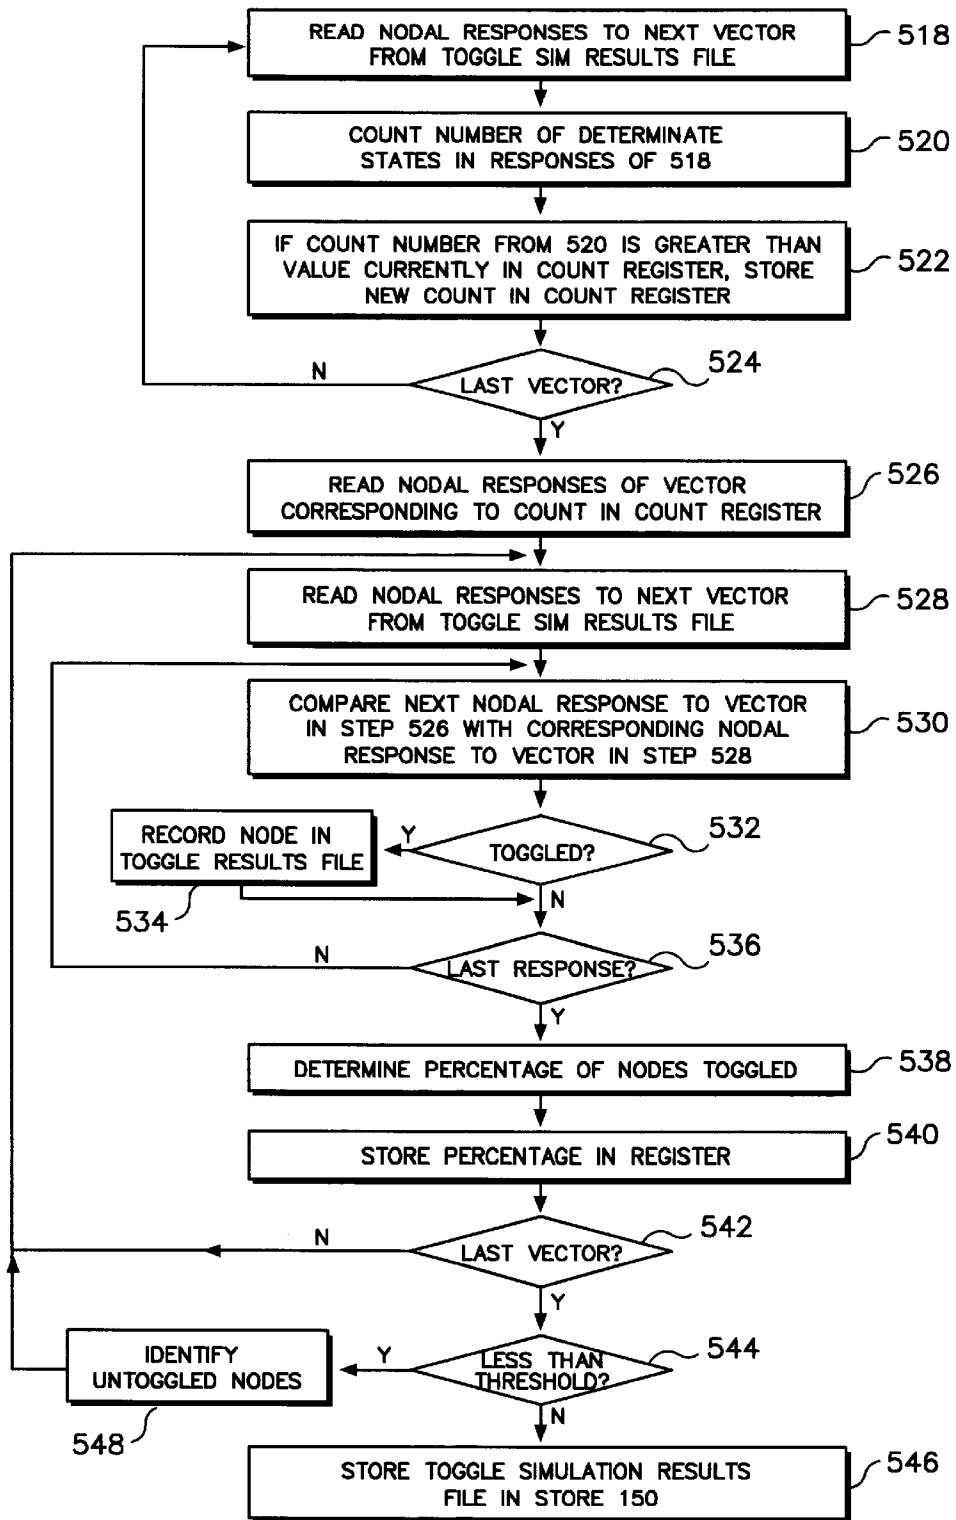 READ NODAL RESPONSES TO NEXT VECTOR
FROM TOGGLE SIM RESULTS FILE
518
COUNT NUMBER OF DETERMINATE
STATES IN RESPONSES OF 518
520
IF COUNT NUMBER FROM 520 IS GREATER THAN
VALUE CURRENTLY IN COUNT REGISTER, STORE
NEW COUNT IN COUNT REGISTER
522
LAST VECTOR?
524
N
Y
READ NODAL RESPONSES OF VECTOR
CORRESPONDING TO COUNT IN COUNT REGISTER
526
READ NODAL RESPONSES TO NEXT VECTOR
FROM TOGGLE SIM RESULTS FILE
528
COMPARE NEXT NODAL RESPONSE TO VECTOR
IN STEP 526 WITH CORRESPONDING NODAL
RESPONSE TO VECTOR IN STEP 528
530
TOGGLED?
532
Y
N
RECORD NODE IN
TOGGLE RESULTS FILE
534
LAST RESPONSE?
536
N
Y
DETERMINE PERCENTAGE OF NODES TOGGLED
538
STORE PERCENTAGE IN REGISTER
540
LAST VECTOR?
542
N
Y
LESS THAN
THRESHOLD?
544
Y
N
IDENTIFY
UNTOGGLED NODES
548
STORE TOGGLE SIMULATION RESULTS
FILE IN STORE 150
546